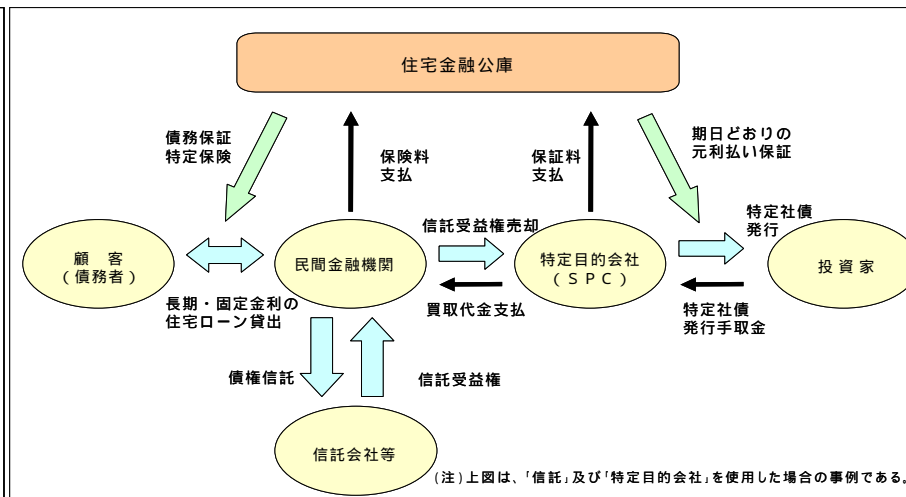 住宅金融公庫
債務保証
特定保険
保険料
支払
保証料
支払
期日どおりの
元利払い保証
顧　客
（債務者）
民間金融機関
信託受益権売却
特定目的会社
（ＳＰＣ）
特定社債
発行
投資家
長期・固定金利の
住宅ローン貸出
買取代金支払
特定社債
発行手取金
債権信託
信託受益権
信託会社等
(注)上図は、「信託」及び「特定目的会社」を使用した場合の事例である。